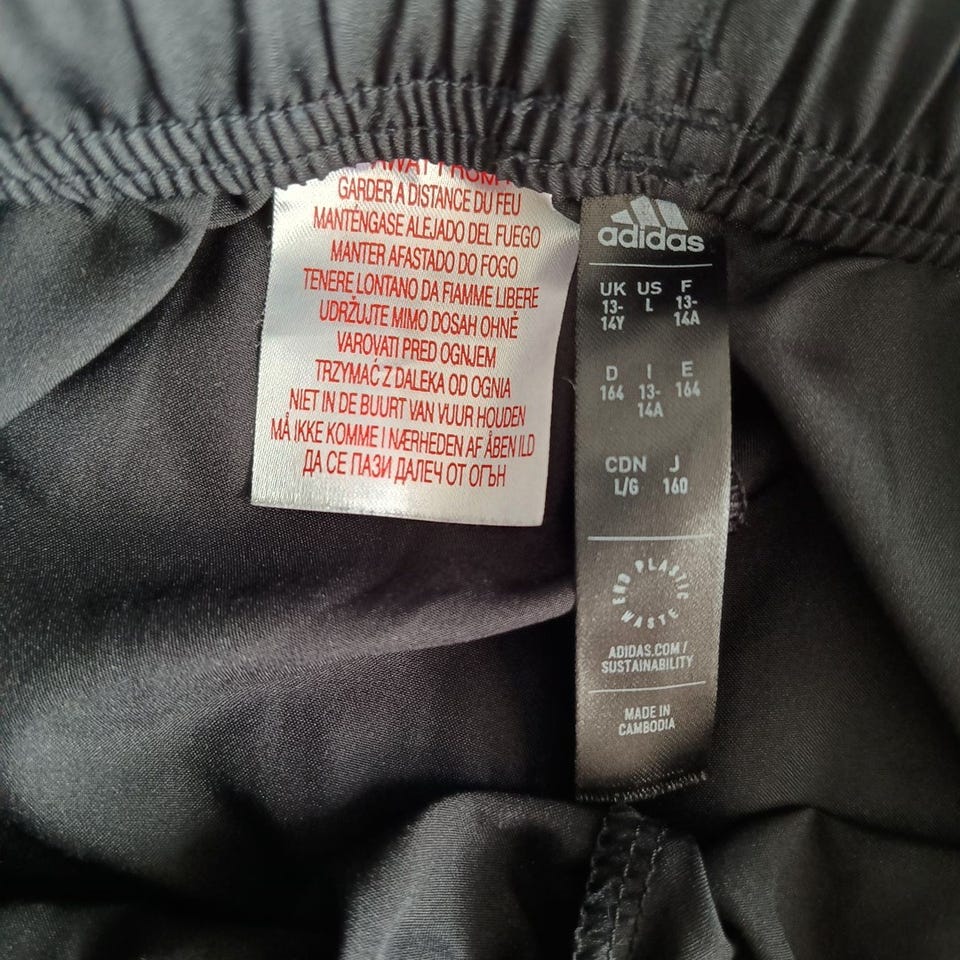 AWAY FROM
GARDER A DISTANCE DU FEU
MANTENGASE ALEJADO DEL FUEGO
MANTER AFASTADO DO FOGO
TENERE LONTANO DA FIAMME LIBERE
UDRŽUJTE MIMO DOSAH OHNĚ
VAROVATI PRED OGNJEM
TRZYMAĆ Z DALEKA OD OGNIA
NIET IN DE BUURT VAN VUUR HOUDEN
MÅ IKKE KOMME I NÆRHEDEN AF ÅBEN ILD
ДА СЕ ПАЗИ ДАЛЕЧ ОТ ОГЪН
adidas
UK US F
13- L 13-
14Y 14A
D I E
164 13- 164
14A
CDN J
L/G 160
END PLASTIC WASTE
ADIDAS.COM/
SUSTAINABILITY
MADE IN
CAMBODIA